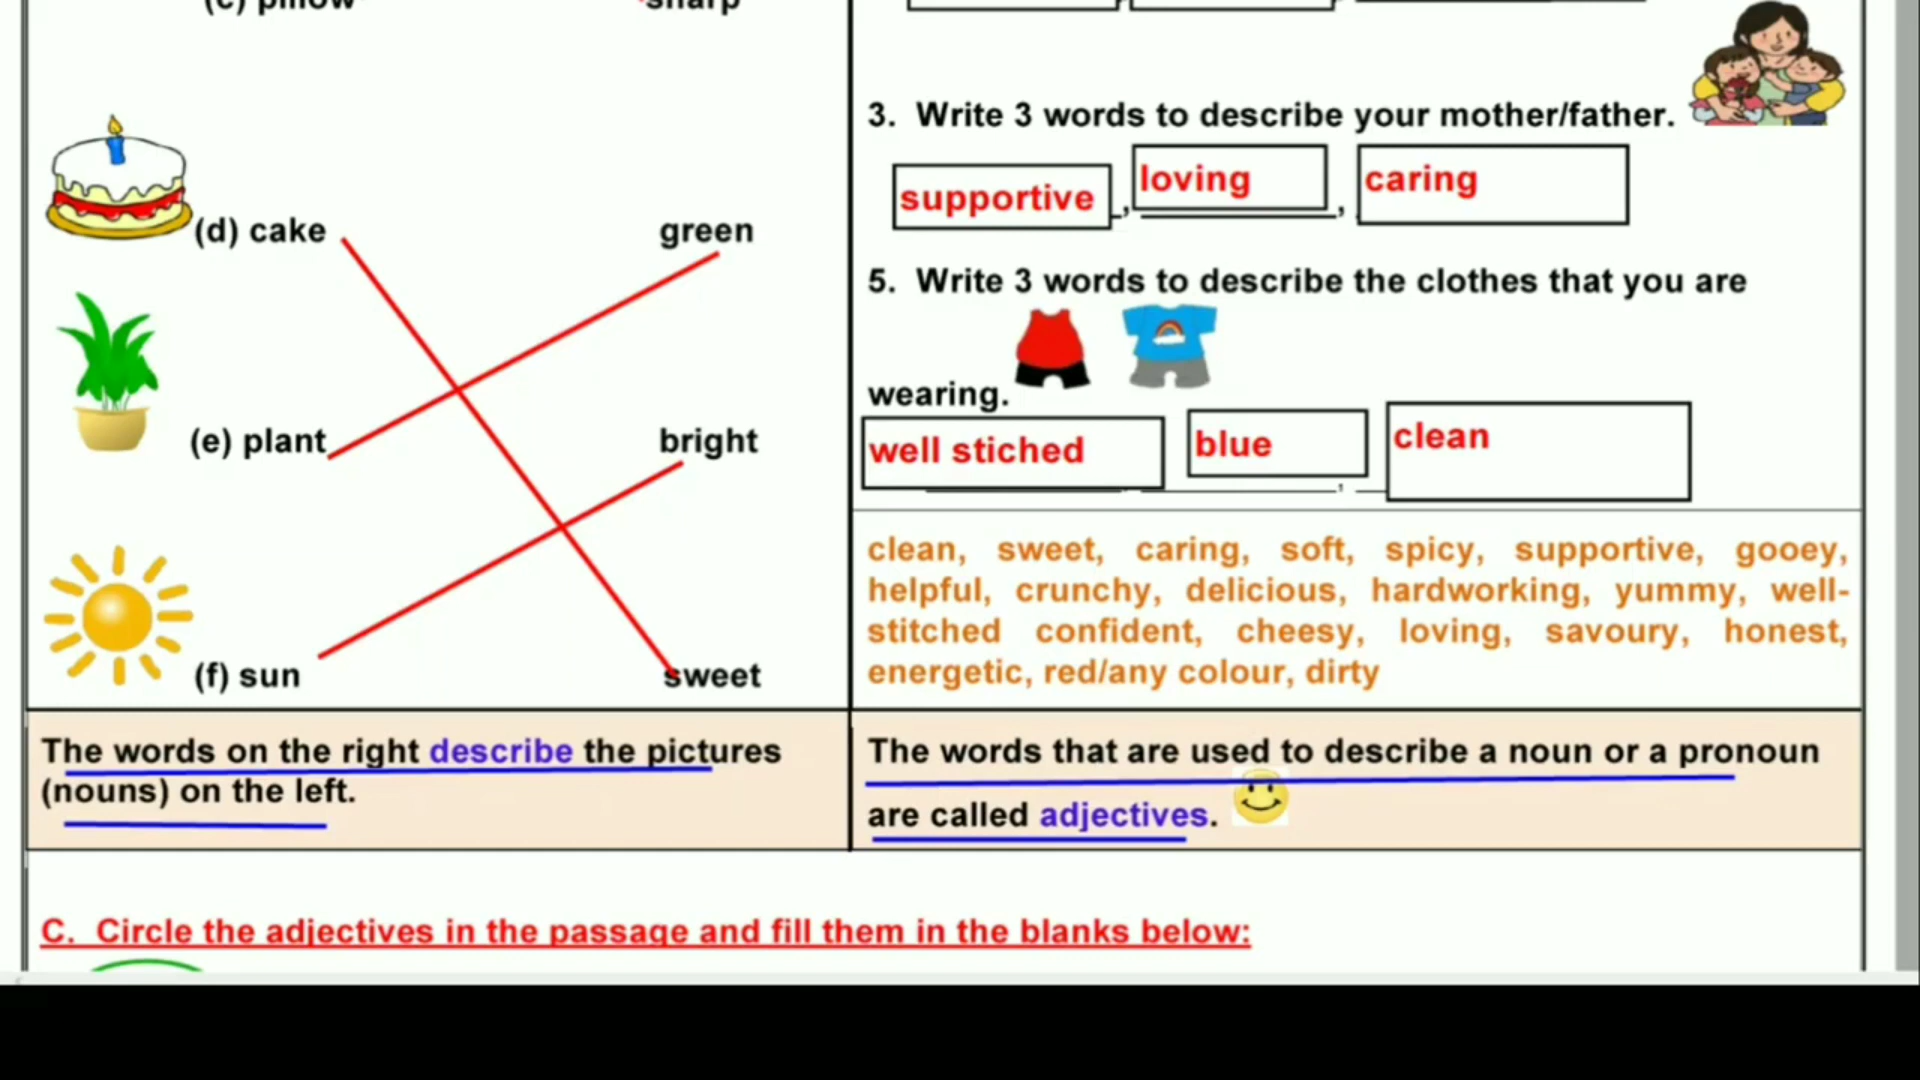 (c) pillow
sharp
(d) cake
green
(e) plant
bright
(f) sun
sweet
The words on the right describe the pictures
(nouns) on the left.
3. Write 3 words to describe your mother/father.
supportive, loving, caring
5. Write 3 words to describe the clothes that you are
wearing.
well stiched blue, clean
clean, sweet, caring, soft, spicy, supportive, gooey,
helpful, crunchy, delicious, hardworking, yummy, well-
stitched confident, cheesy, loving, savoury, honest,
energetic, red/any colour, dirty
The words that are used to describe a noun or a pronoun
are called adjectives.
C. Circle the adjectives in the passage and fill them in the blanks below: